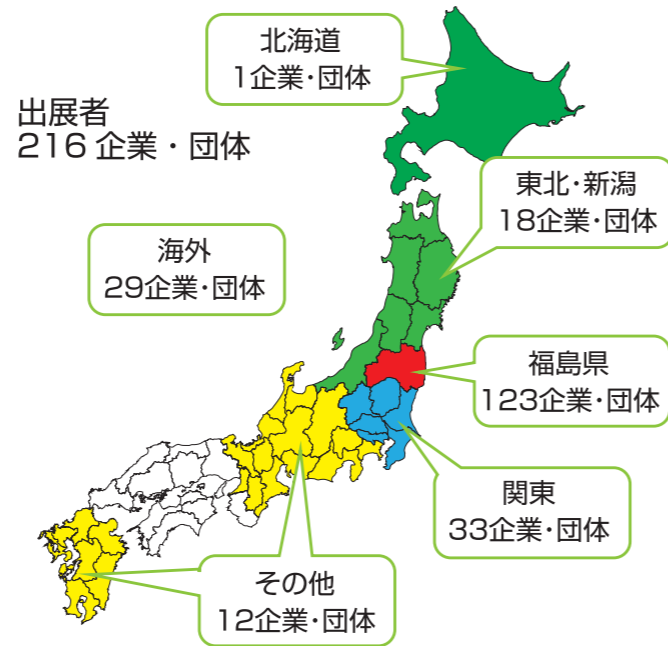 北海道
1企業・団体
出展者
216 企業・団体
東北・新潟
18企業・団体
海外
29企業・団体
福島県
123企業・団体
関東
33企業・団体
その他
12企業・団体